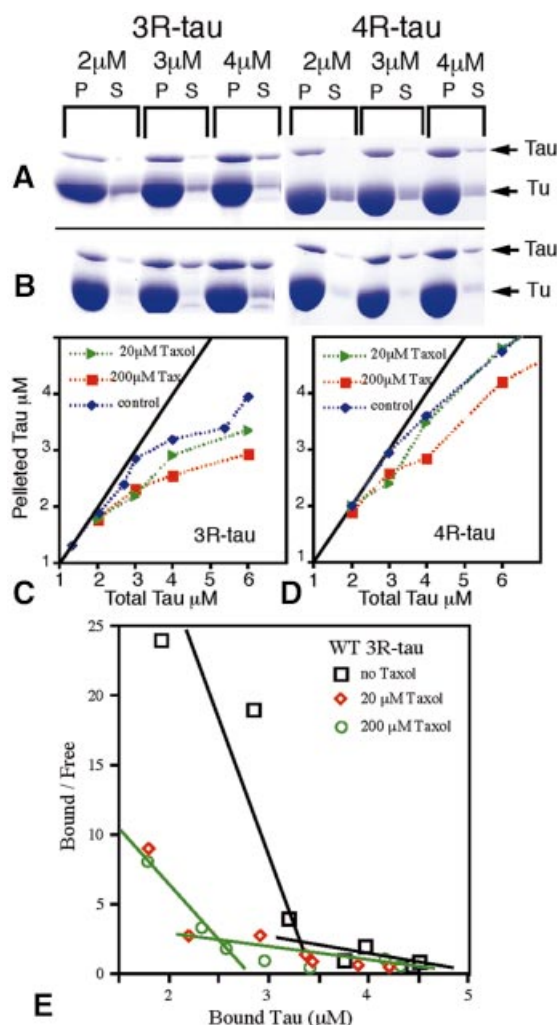 3R-tau 4R-tau
2μM 3μM 4μM 2μM 3μM 4μM
P S P S P S P S P S P S
Tau
A
Tu
Tau
B
Tu
20μM Taxol
200μM Tax
control
4
3
2
1
Pelleted Tau μM
3R-tau
1 2 3 4 5 6
Total Tau μM
C
20μM Taxol
200μM Tax
control
4R-tau
1 2 3 4 5 6
Total Tau μM
D
25
20
15
10
5
0
Bound / Free
WT 3R-tau
no Taxol
20 μM Taxol
200 μM Taxol
2 3 4 5
Bound Tau (μM)
E